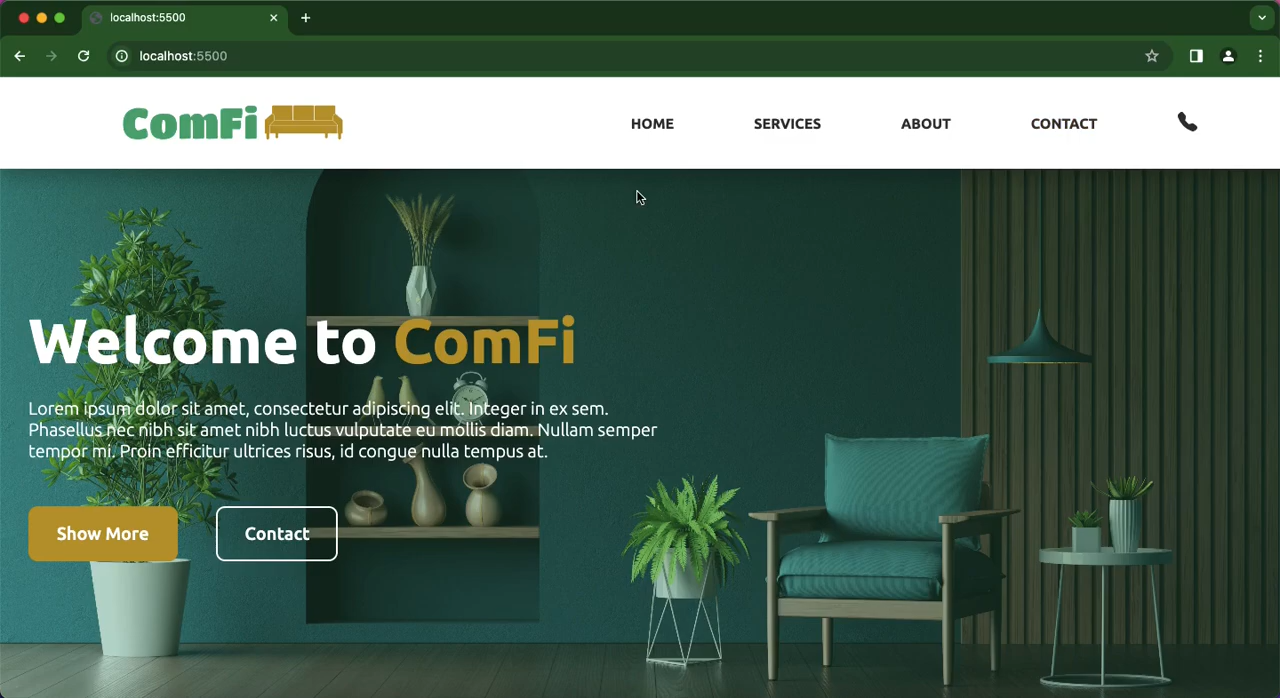 localhost:5500
localhost:5500
ComFi
HOME SERVICES ABOUT CONTACT
Welcome to ComFi
Lorem ipsum dolor sit amet, consectetur adipiscing elit. Integer in ex sem.
Phasellus nec nibh sit amet nibh luctus vulputate eu mollis diam. Nullam semper
tempor mi. Proin efficitur ultrices risus, id congue nulla tempus at.
Show More Contact